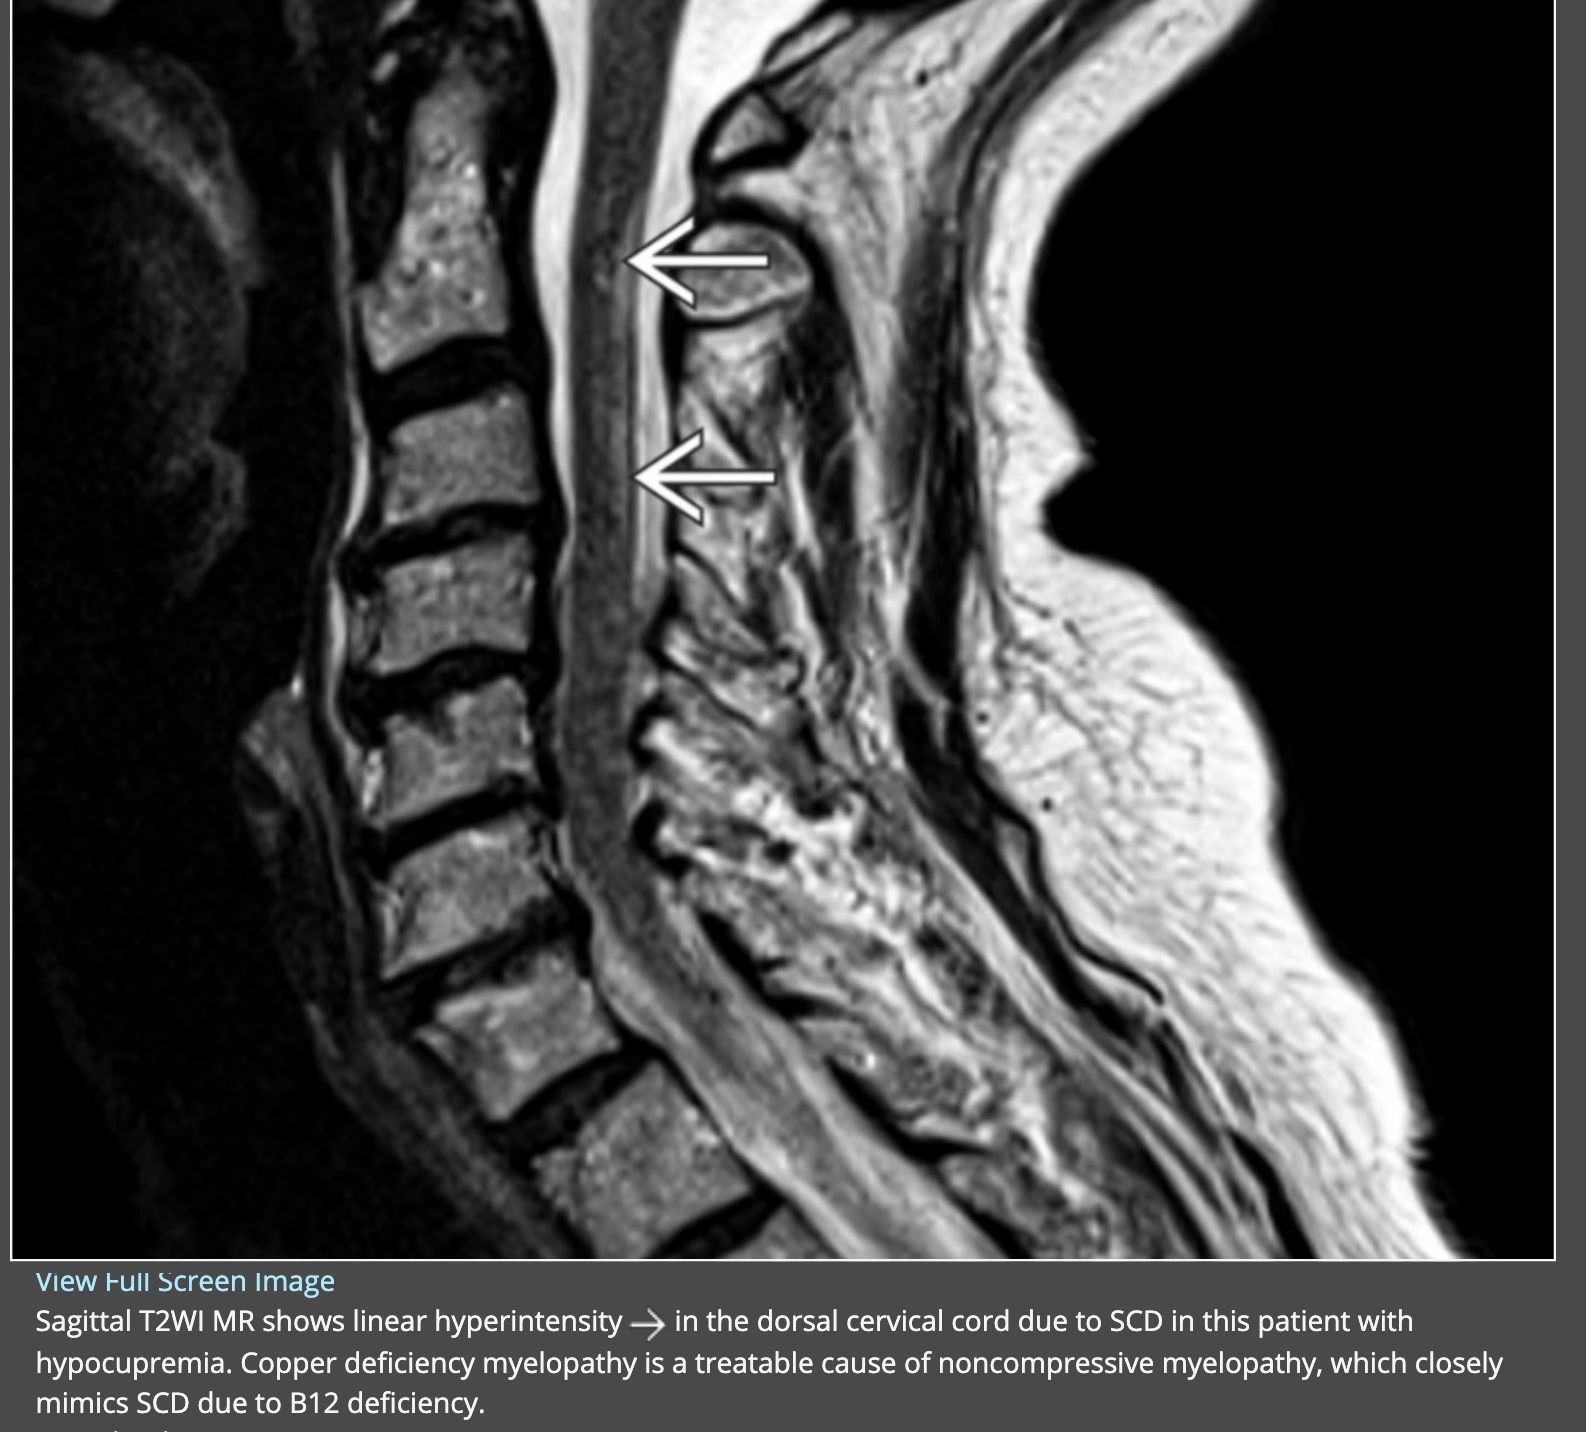 View Full Screen Image
Sagittal T2WI MR shows linear hyperintensity → in the dorsal cervical cord due to SCD in this patient with
hypocupremia. Copper deficiency myelopathy is a treatable cause of noncompressive myelopathy, which closely
mimics SCD due to B12 deficiency.